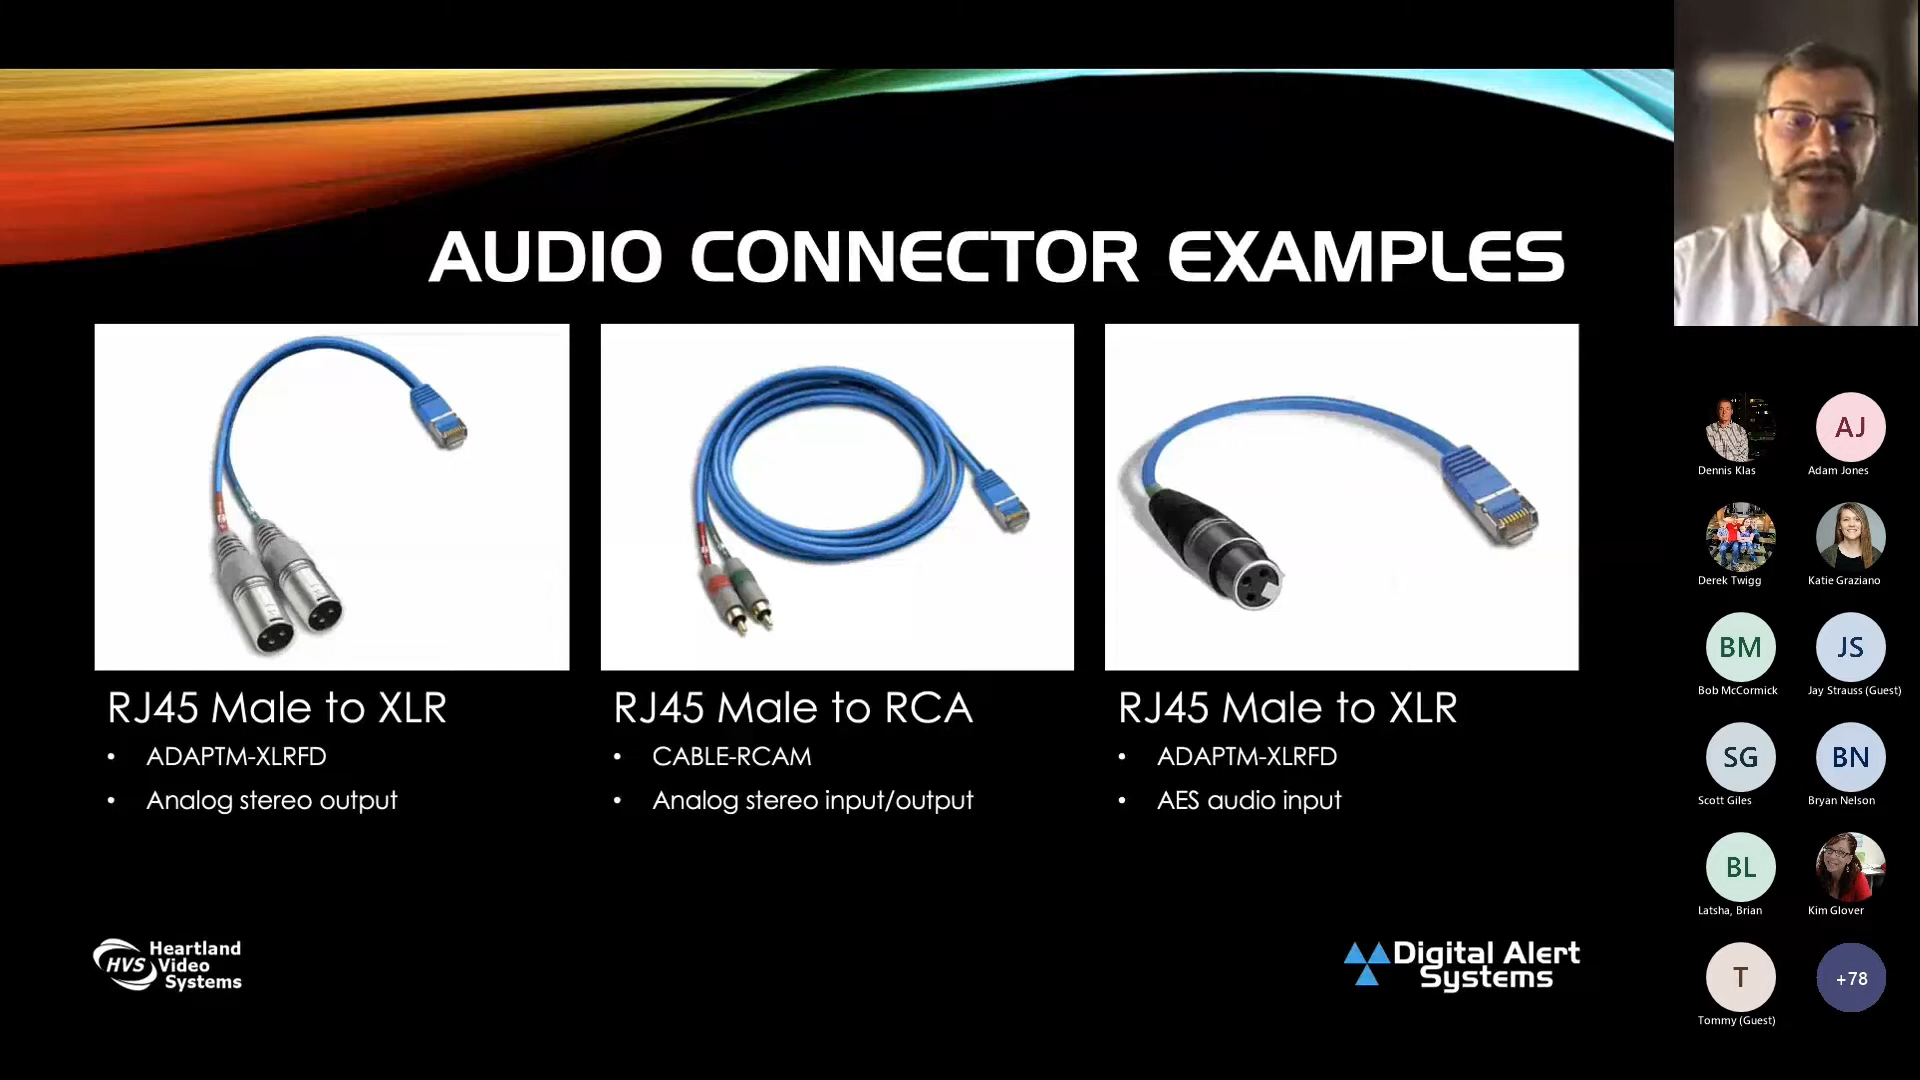 AUDIO CONNECTOR EXAMPLES
RJ45 Male to XLR
• ADAPTM-XLRFD
• Analog stereo output
RJ45 Male to RCA
• CABLE-RCAM
• Analog stereo input/output
RJ45 Male to XLR
• ADAPTM-XLRFD
• AES audio input
HVS
Heartland
Video
Systems
Digital Alert
Systems
Dennis Klas
AJ
Adam Jones
Derek Twigg
Katie Graziano
BM
Bob McCormick
JS
Jay Strauss (Guest)
SG
Scott Giles
BN
Bryan Nelson
BL
Latsha, Brian
Kim Glover
T
Tommy (Guest)
+78